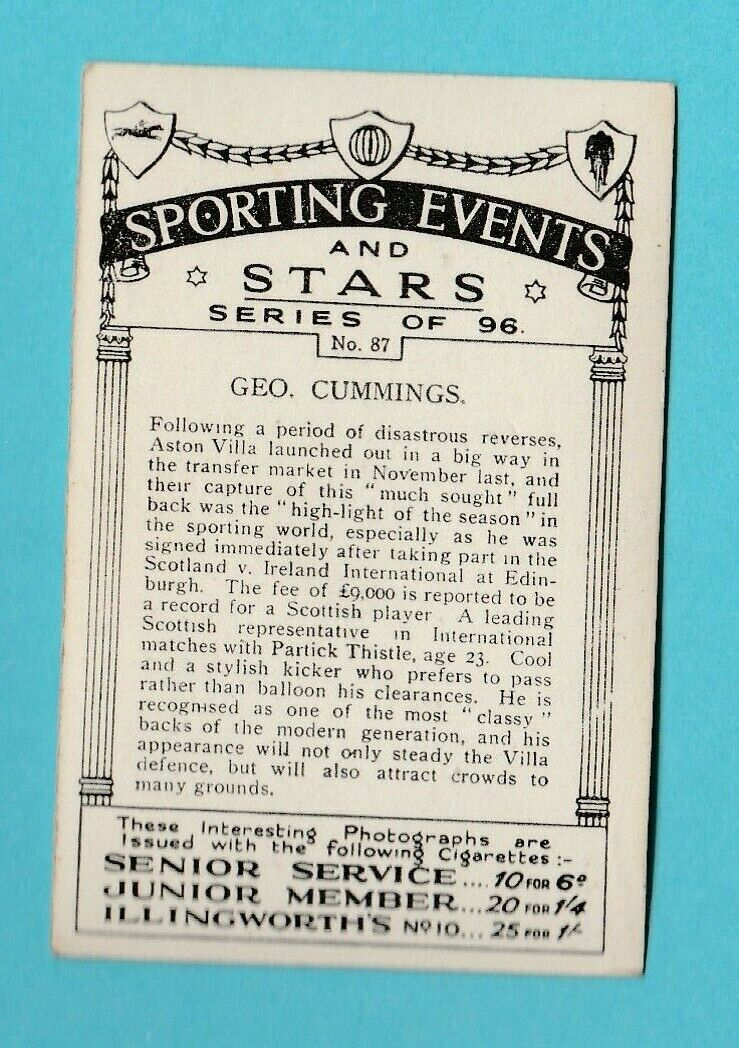 SPORTING EVENTS
AND
STARS
SERIES OF 96.
No. 87
GEO. CUMMINGS.
Following a period of disastrous reverses,
Aston Villa launched out in a big way in
the transfer market in November last, and
their capture of this "much sought" full
back was the "high-light of the season" in
the sporting world, especially as he was
signed immediately after taking part in the
Scotland v. Ireland International at Edin-
burgh. The fee of £9,000 is reported to be
a record for a Scottish player. A leading
Scottish representative in International
matches with Partick Thistle, age 23. Cool
and a stylish kicker who prefers to pass
rather than balloon his clearances. He is
recognised as one of the most "classy"
backs of the modern generation, and his
appearance will not only steady the Villa
defence, but will also attract crowds to
many grounds.
These Interesting Photographs are
Issued with the following Cigarettes:-
SENIOR SERVICE.... 10 FOR 6ᴰ
JUNIOR MEMBER... 20 FOR 1/4
ILLINGWORTH'S No 10... 25 FOR 1/-